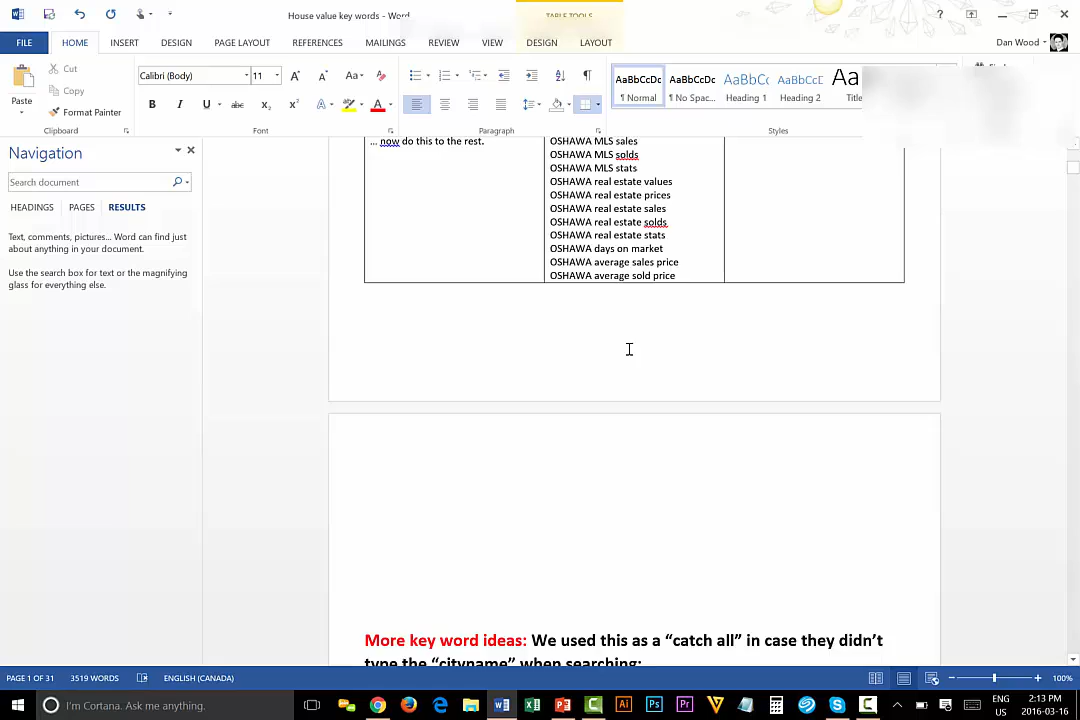 House value key words - Word
TABLE TOOLS
?
FILE
HOME
INSERT
DESIGN
PAGE LAYOUT
REFERENCES
MAILINGS
REVIEW
VIEW
DESIGN
LAYOUT
Dan Wood
Paste
Cut
Copy
Format Painter
Clipboard
Calibri (Body)
11
Font
Paragraph
AaBbCcDc
¶ Normal
AaBbCcDc
¶ No Spac...
AaBbCc
Heading 1
AaBbCcD
Heading 2
Aa
Title
Styles
Navigation
Search document
HEADINGS
PAGES
RESULTS
Text, comments, pictures... Word can find just
about anything in your document.
Use the search box for text or the magnifying
glass for everything else.
... now do this to the rest.
OSHAWA MLS sales
OSHAWA MLS solds
OSHAWA MLS stats
OSHAWA real estate values
OSHAWA real estate prices
OSHAWA real estate sales
OSHAWA real estate solds
OSHAWA real estate stats
OSHAWA days on market
OSHAWA average sales price
OSHAWA average sold price
More key word ideas: We used this as a “catch all” in case they didn’t
type the “cityname” when searching:
PAGE 1 OF 31
3519 WORDS
ENGLISH (CANADA)
100%
I'm Cortana. Ask me anything.
ENG
US
2:13 PM
2016-03-16